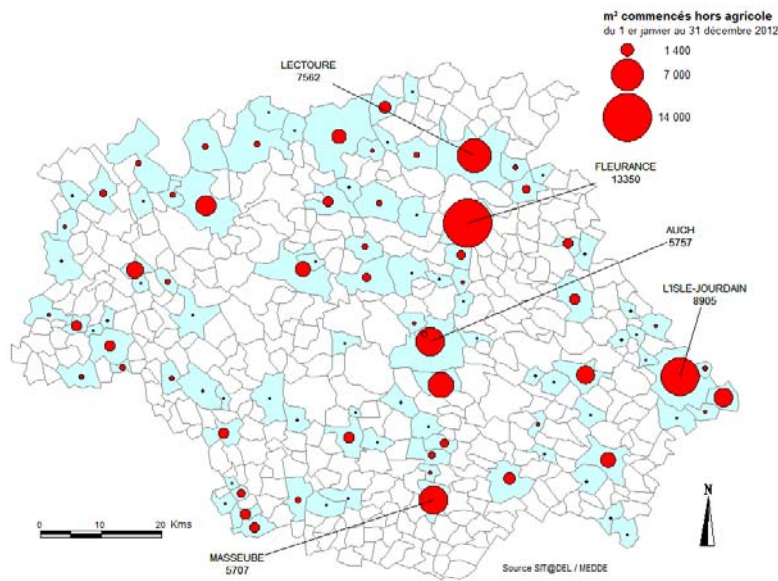 m² commencés hors agricole
du 1 er janvier au 31 décembre 2012
1 400
7 000
14 000
LECTOURE
7562
FLEURANCE
13350
AUCH
5757
L'ISLE-JOURDAIN
8905
N
0 10 20 Kms
MASSEUBE
5707
Source SIT@DEL / MEDDE